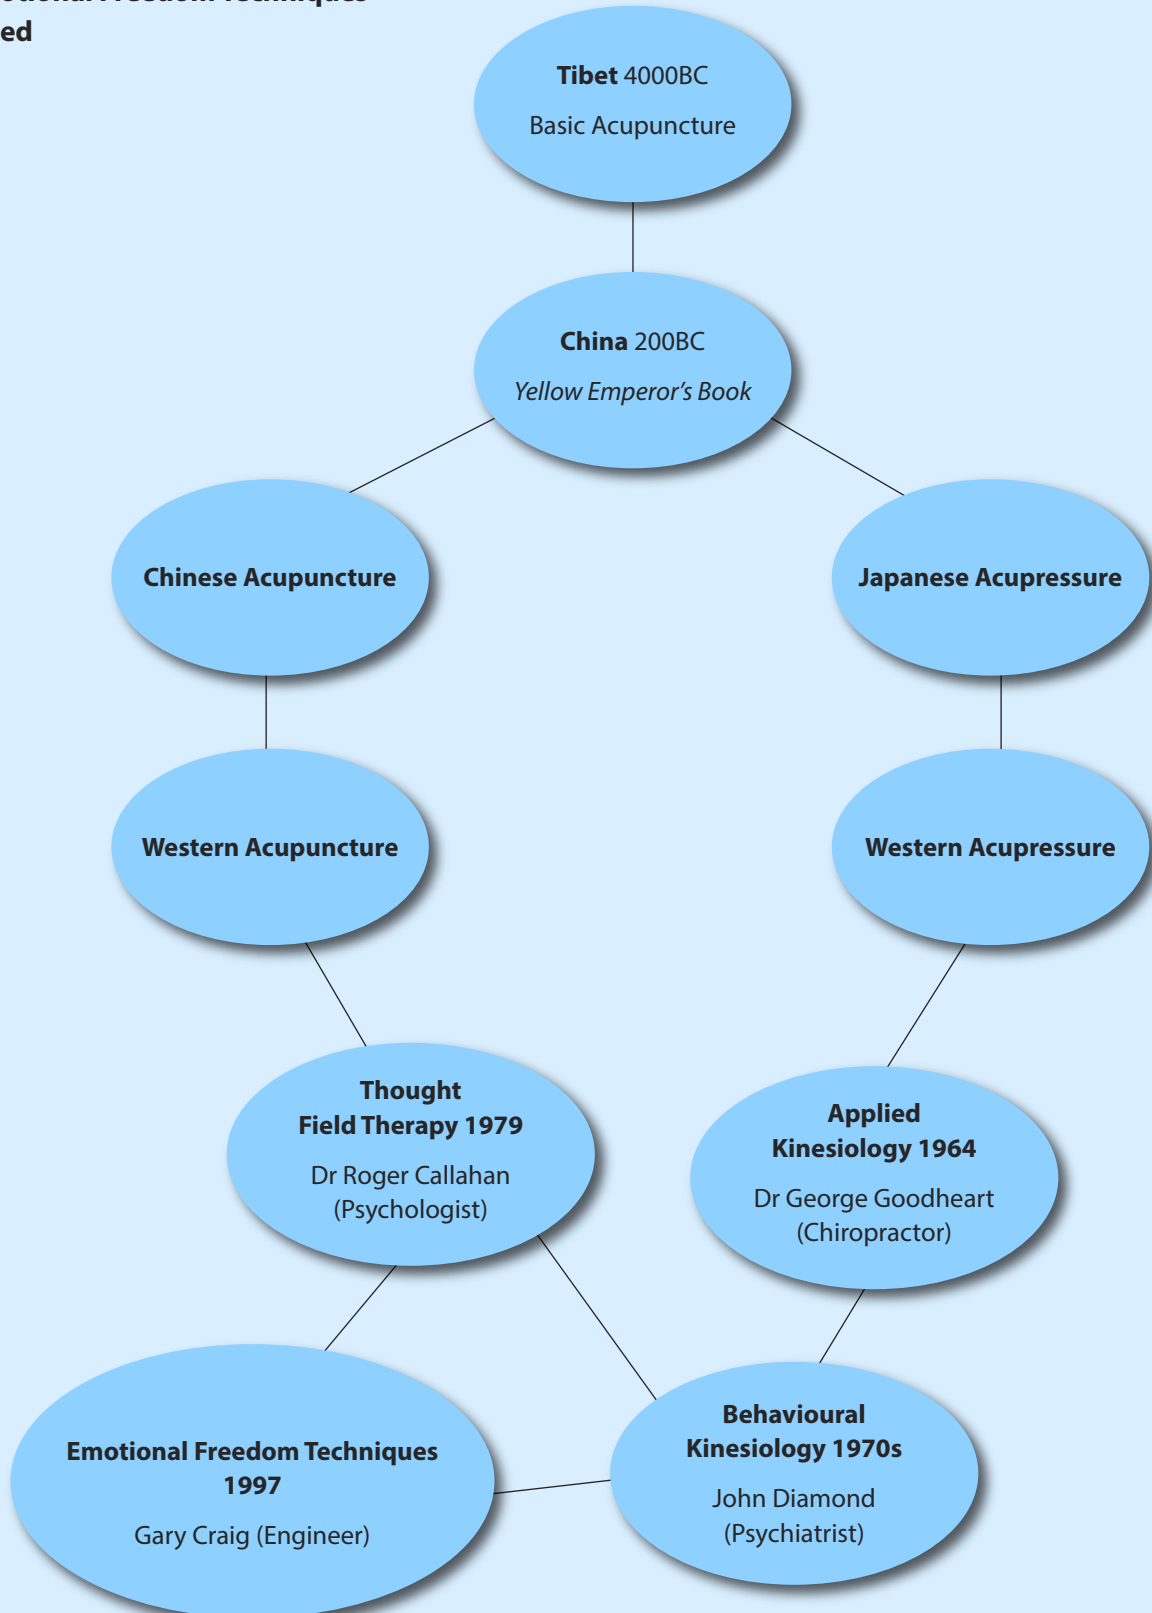 Freedom Techniques
ed
Tibet 4000BC
Basic Acupuncture
China 200BC
Yellow Emperor's Book
Chinese Acupuncture
Japanese Acupressure
Western Acupuncture
Western Acupressure
Thought
Field Therapy 1979
Dr Roger Callahan
(Psychologist)
Applied
Kinesiology 1964
Dr George Goodheart
(Chiropractor)
Emotional Freedom Techniques
1997
Gary Craig (Engineer)
Behavioural
Kinesiology 1970s
John Diamond
(Psychiatrist)